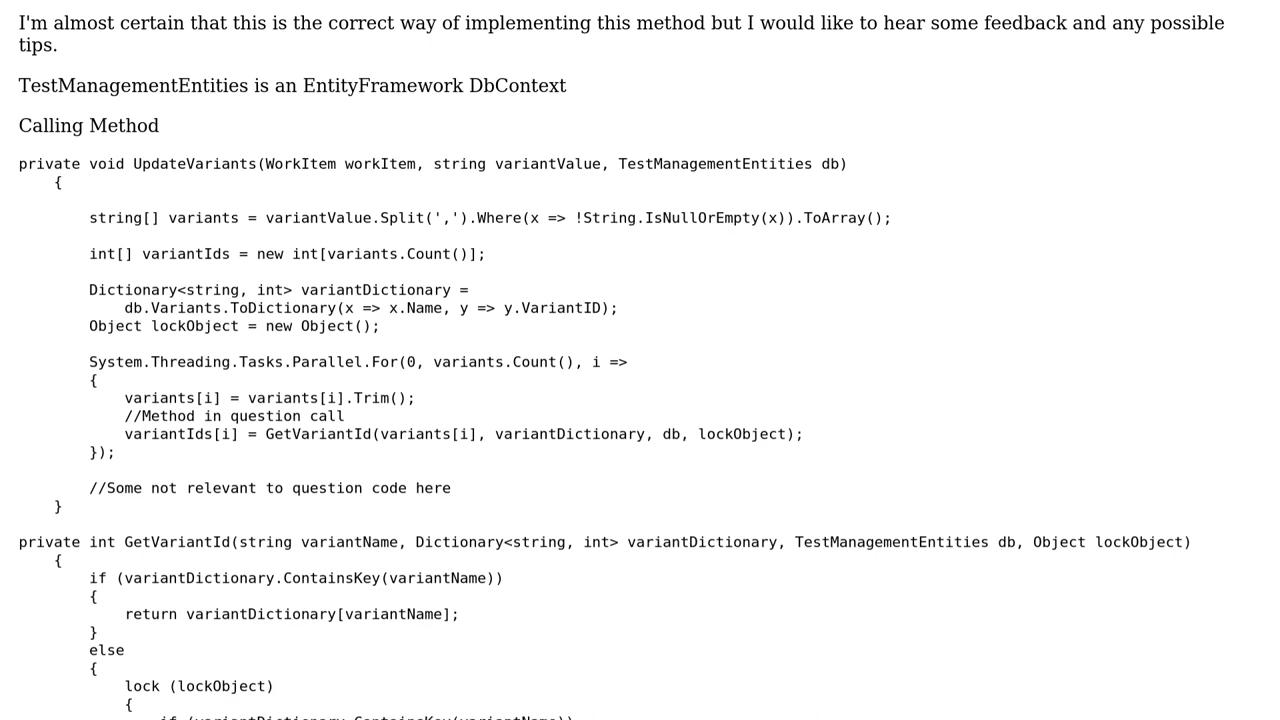 I'm almost certain that this is the correct way of implementing this method but I would like to hear some feedback and any possible
tips.
TestManagementEntities is an EntityFramework DbContext
Calling Method
private void UpdateVariants(WorkItem workItem, string variantValue, TestManagementEntities db)
    {
        string[] variants = variantValue.Split(',').Where(x => !String.IsNullOrEmpty(x)).ToArray();
        int[] variantIds = new int[variants.Count()];
        Dictionary<string, int> variantDictionary =
            db.Variants.ToDictionary(x => x.Name, y => y.VariantID);
        Object lockObject = new Object();
        System.Threading.Tasks.Parallel.For(0, variants.Count(), i =>
        {
            variants[i] = variants[i].Trim();
            //Method in question call
            variantIds[i] = GetVariantId(variants[i], variantDictionary, db, lockObject);
        });
        //Some not relevant to question code here
    }
private int GetVariantId(string variantName, Dictionary<string, int> variantDictionary, TestManagementEntities db, Object lockObject)
    {
        if (variantDictionary.ContainsKey(variantName))
        {
            return variantDictionary[variantName];
        }
        else
        {
            lock (lockObject)
            {
                if (variantDictionary.ContainsKey(variantName))